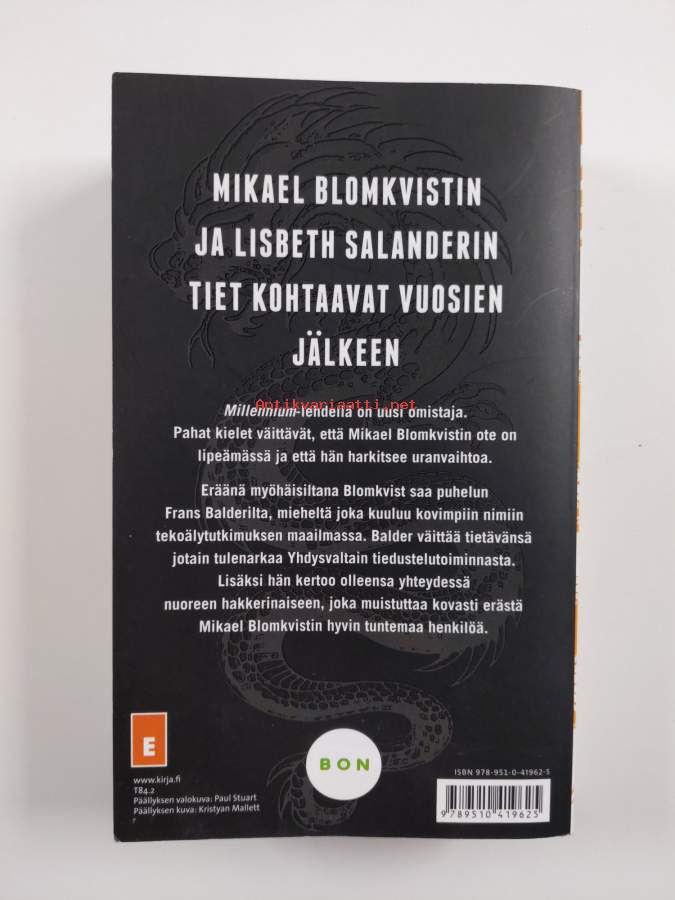 MIKAEL BLOMKVISTIN
JA LISBETH SALANDERIN
TIET KOHTAAVAT VUOSIEN
JÄLKEEN
Antikvariaatti.net
Millennium-lehdellä on uusi omistaja.
Pahat kielet väittävät, että Mikael Blomkvistin ote on
lipeämässä ja että hän harkitsee uranvaihtoa.
Eräänä myöhäisiltana Blomkvist saa puhelun
Frans Balderilta, mieheltä joka kuuluu kovimpiin nimiin
tekoälytutkimuksen maailmassa. Balder väittää tietävänsä
jotain tulenarkaa Yhdysvaltain tiedustelutoiminnasta.
Lisäksi hän kertoo olleensa yhteydessä
nuoreen hakkerinaiseen, joka muistuttaa kovasti erästä
Mikael Blomkvistin hyvin tuntemaa henkilöä.
E
www.kirja.fi
T84.2
Päällyksen valokuva: Paul Stuart
Päällyksen kuva: Kristyan Mallett
r
BON
ISBN 978-951-0-41962-5
9 789510 419625